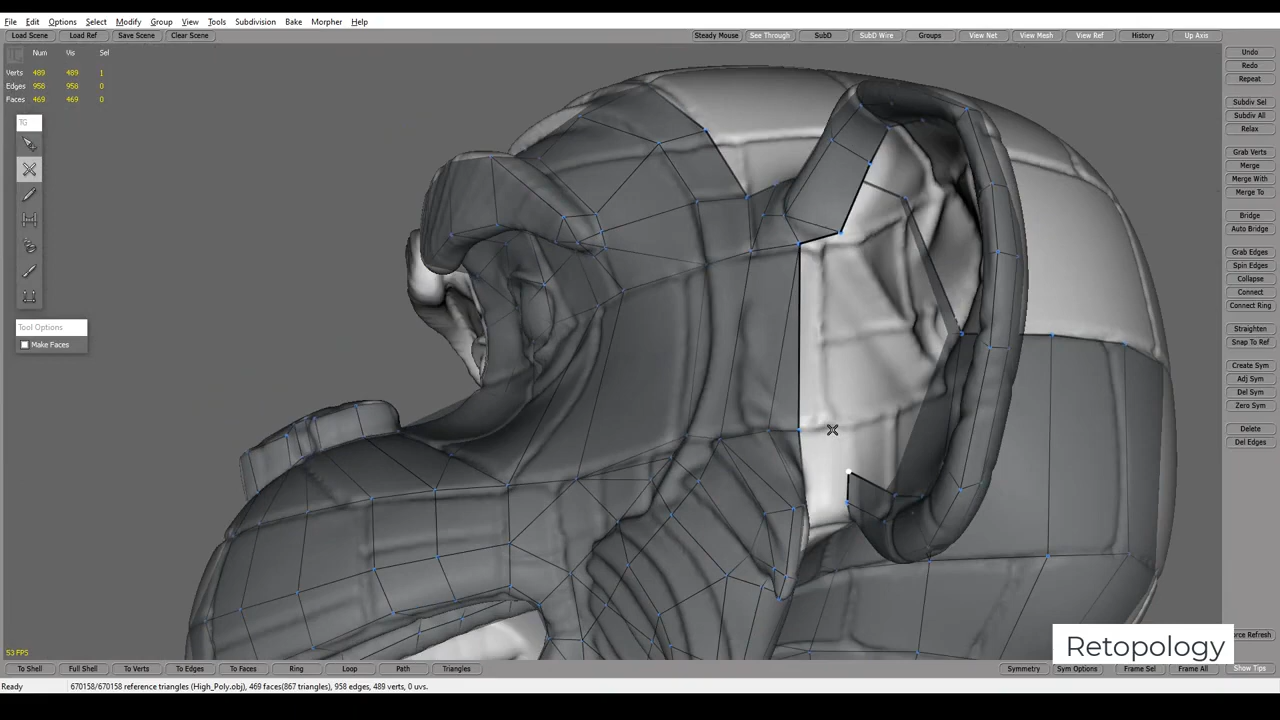 File Edit Options Select Modify Group View Tools Subdivision Bake Morpher Help
Load Scene Load Ref Save Scene Clear Scene Steady Mouse See Through SubD SubD Wire Groups View Net View Mesh View Ref History Up Axis
Num Vis Sel
Verts 489 489 1
Edges 958 958 0
Faces 469 469 0
TG
Tool Options
Make Faces
Undo
Redo
Repeat
Subdiv Sel
Subdiv All
Relax
Grab Verts
Merge
Merge With
Merge To
Bridge
Auto Bridge
Grab Edges
Spin Edges
Collapse
Connect
Connect Ring
Straighten
Snap To Ref
Create Sym
Adj Sym
Del Sym
Zero Sym
Delete
Del Edges
Retopology
53 FPS
To Shell Full Shell To Verts To Edges To Faces Ring Loop Path Triangles Symmetry Sym Options Frame Sel Frame All Show Tips
Ready 670158/670158 reference triangles (High_Poly.obj), 469 faces(867 triangles), 958 edges, 489 verts, 0 uvs.